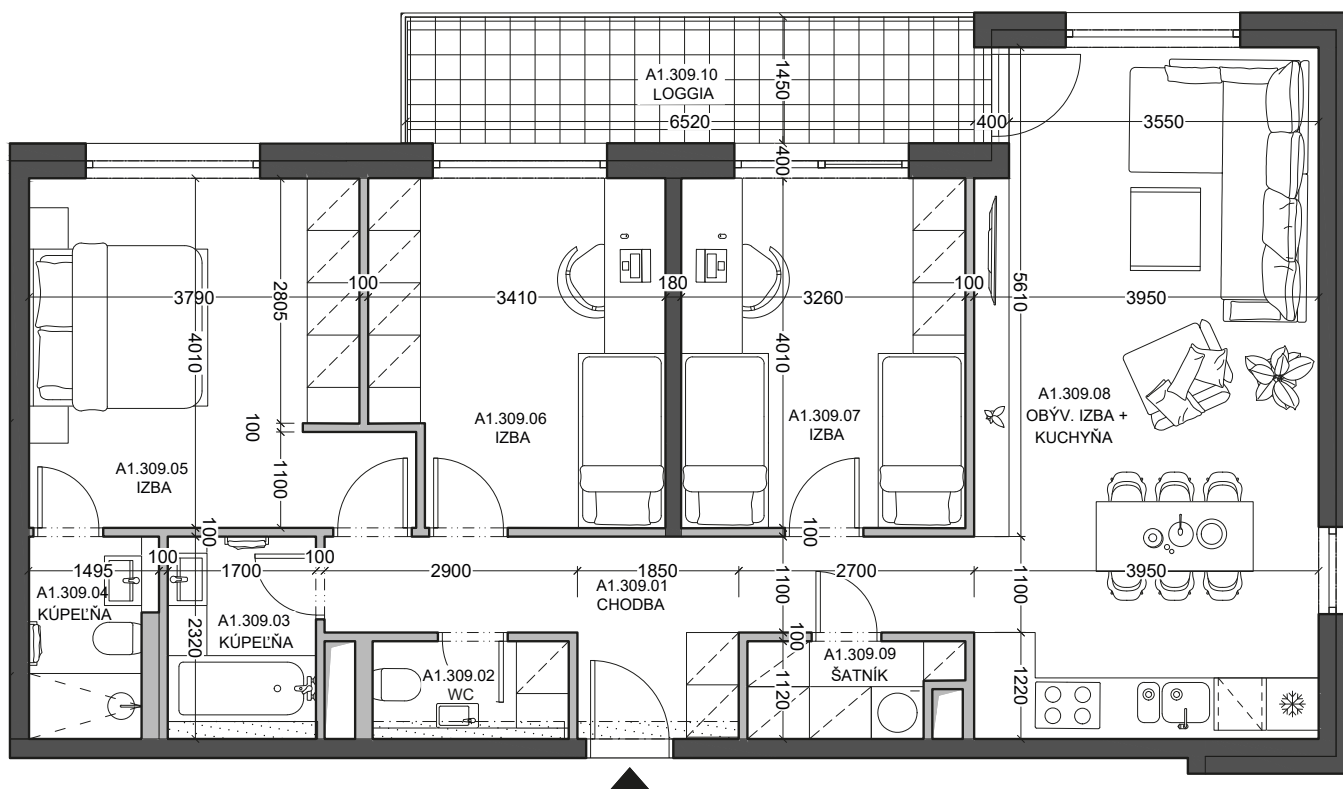 A1.309.10
LOGGIA
1450
6520
400
3550
400
3790
100
3410
180
3260
100
3950
2805
4010
4010
5610
A1.309.05
IZBA
A1.309.06
IZBA
A1.309.07
IZBA
A1.309.08
OBÝV. IZBA +
KUCHYŇA
100
1100
100
100
1495
100
1700
100
2900
1850
2700
3950
A1.309.04
KÚPEĽŇA
A1.309.03
KÚPEĽŇA
2320
A1.309.01
CHODBA
1100
1100
100
A1.309.02
WC
A1.309.09
ŠATNÍK
1120
1220